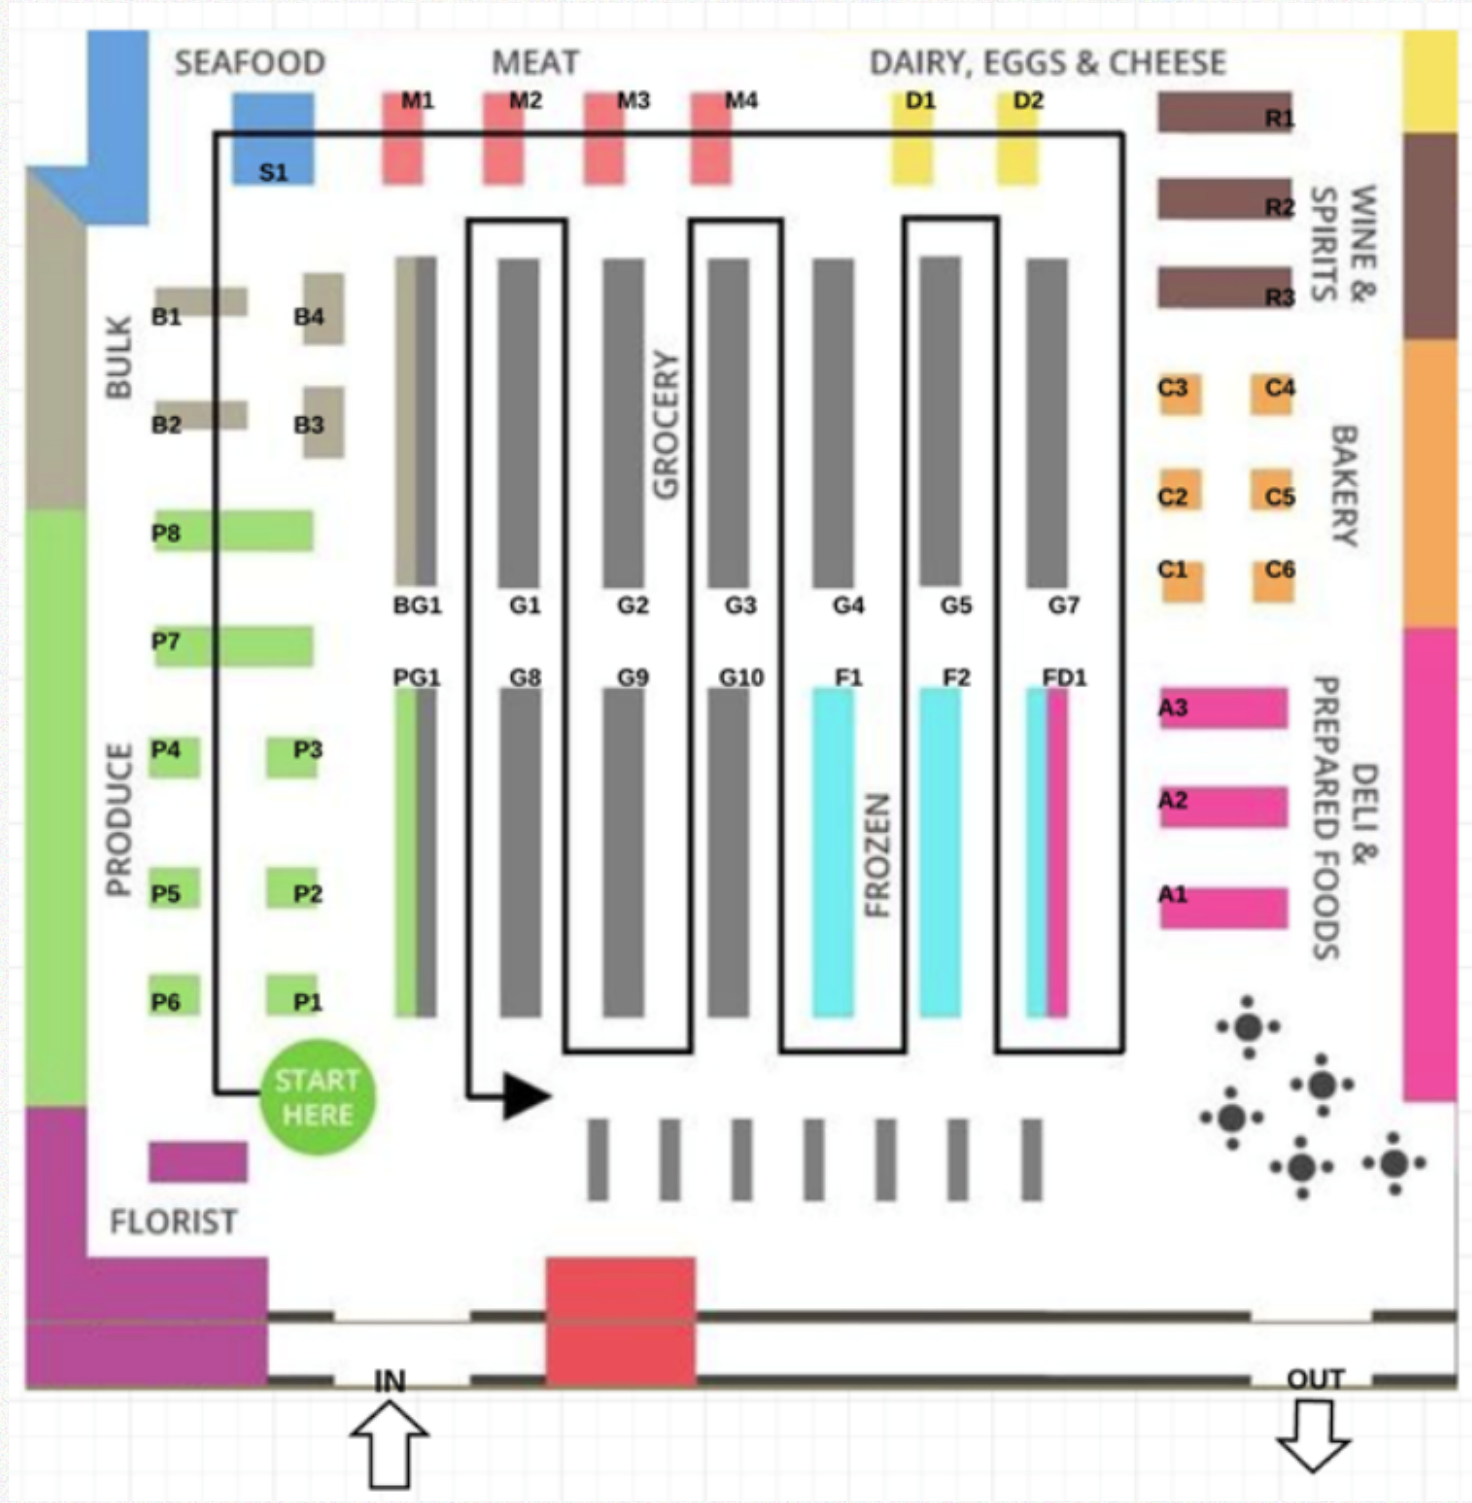 SEAFOOD
MEAT
DAIRY, EGGS & CHEESE
M1
M2
M3
M4
D1
D2
R1
S1
R2
WINE &
SPIRITS
R3
B1
B4
BULK
B2
B3
GROCERY
C3
C4
C2
C5
BAKERY
C1
C6
P8
BG1
G1
G2
G3
G4
G5
G7
P7
PG1
G8
G9
G10
F1
F2
FD1
A3
P4
P3
A2
DELI &
PREPARED FOODS
PRODUCE
FROZEN
P5
P2
A1
P6
P1
START
HERE
FLORIST
IN
OUT